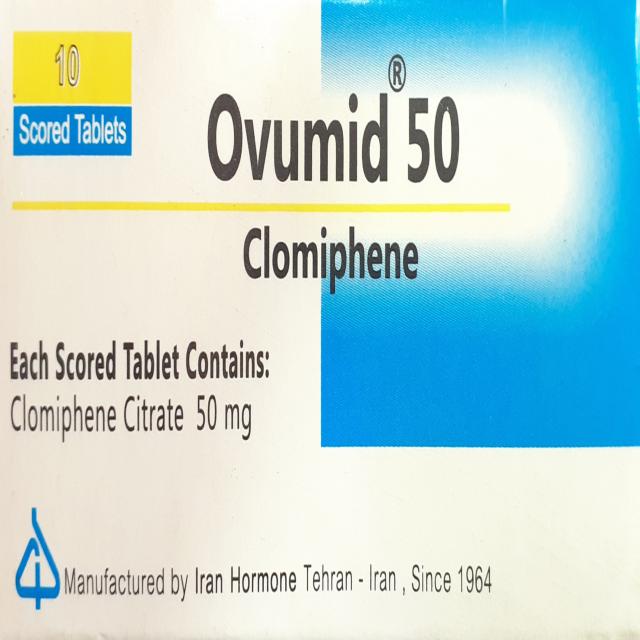 10
Scored Tablets
Ovumid® 50
Clomiphene
Each Scored Tablet Contains:
Clomiphene Citrate 50 mg
Manufactured by Iran Hormone Tehran - Iran , Since 1964